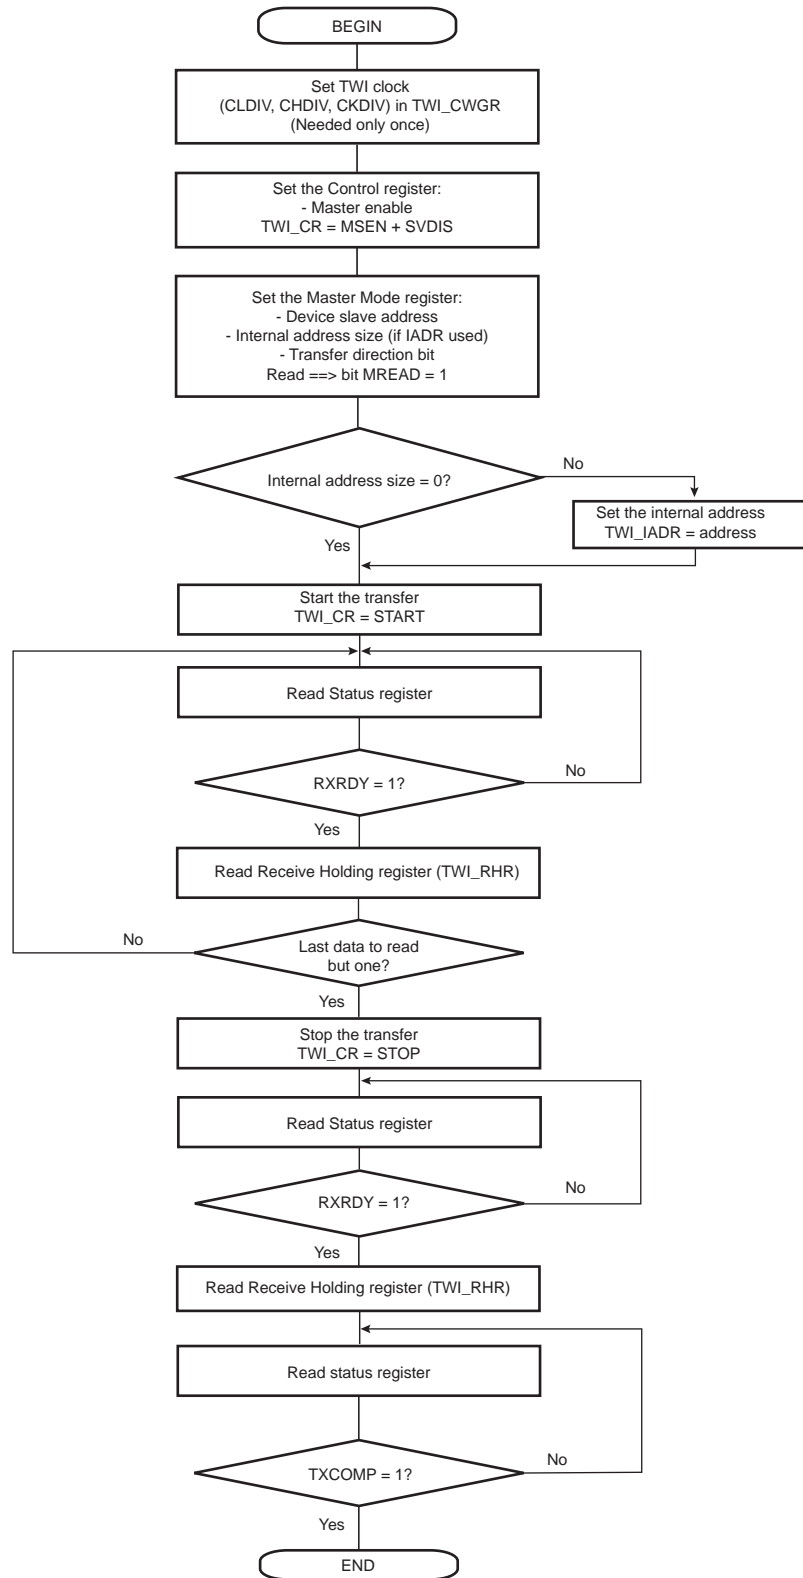 BEGIN
Set TWI clock
(CLDIV, CHDIV, CKDIV) in TWI_CWGR
(Needed only once)
Set the Control register:
- Master enable
TWI_CR = MSEN + SVDIS
Set the Master Mode register:
- Device slave address
- Internal address size (if IADR used)
- Transfer direction bit
Read ==> bit MREAD = 1
Internal address size = 0?
No
Set the internal address
TWI_IADR = address
Yes
Start the transfer
TWI_CR = START
Read Status register
RXRDY = 1?
No
Yes
Read Receive Holding register (TWI_RHR)
No
Last data to read
but one?
Yes
Stop the transfer
TWI_CR = STOP
Read Status register
RXRDY = 1?
No
Yes
Read Receive Holding register (TWI_RHR)
Read status register
TXCOMP = 1?
No
Yes
END